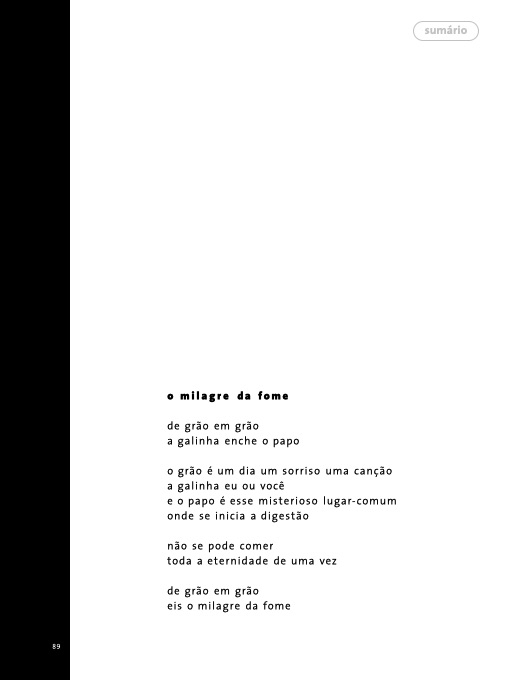 sumário
o milagre da fome
de grão em grão
a galinha enche o papo
o grão é um dia um sorriso uma canção
a galinha eu ou você
e o papo é esse misterioso lugar-comum
onde se inicia a digestão
não se pode comer
toda a eternidade de uma vez
de grão em grão
eis o milagre da fome
89